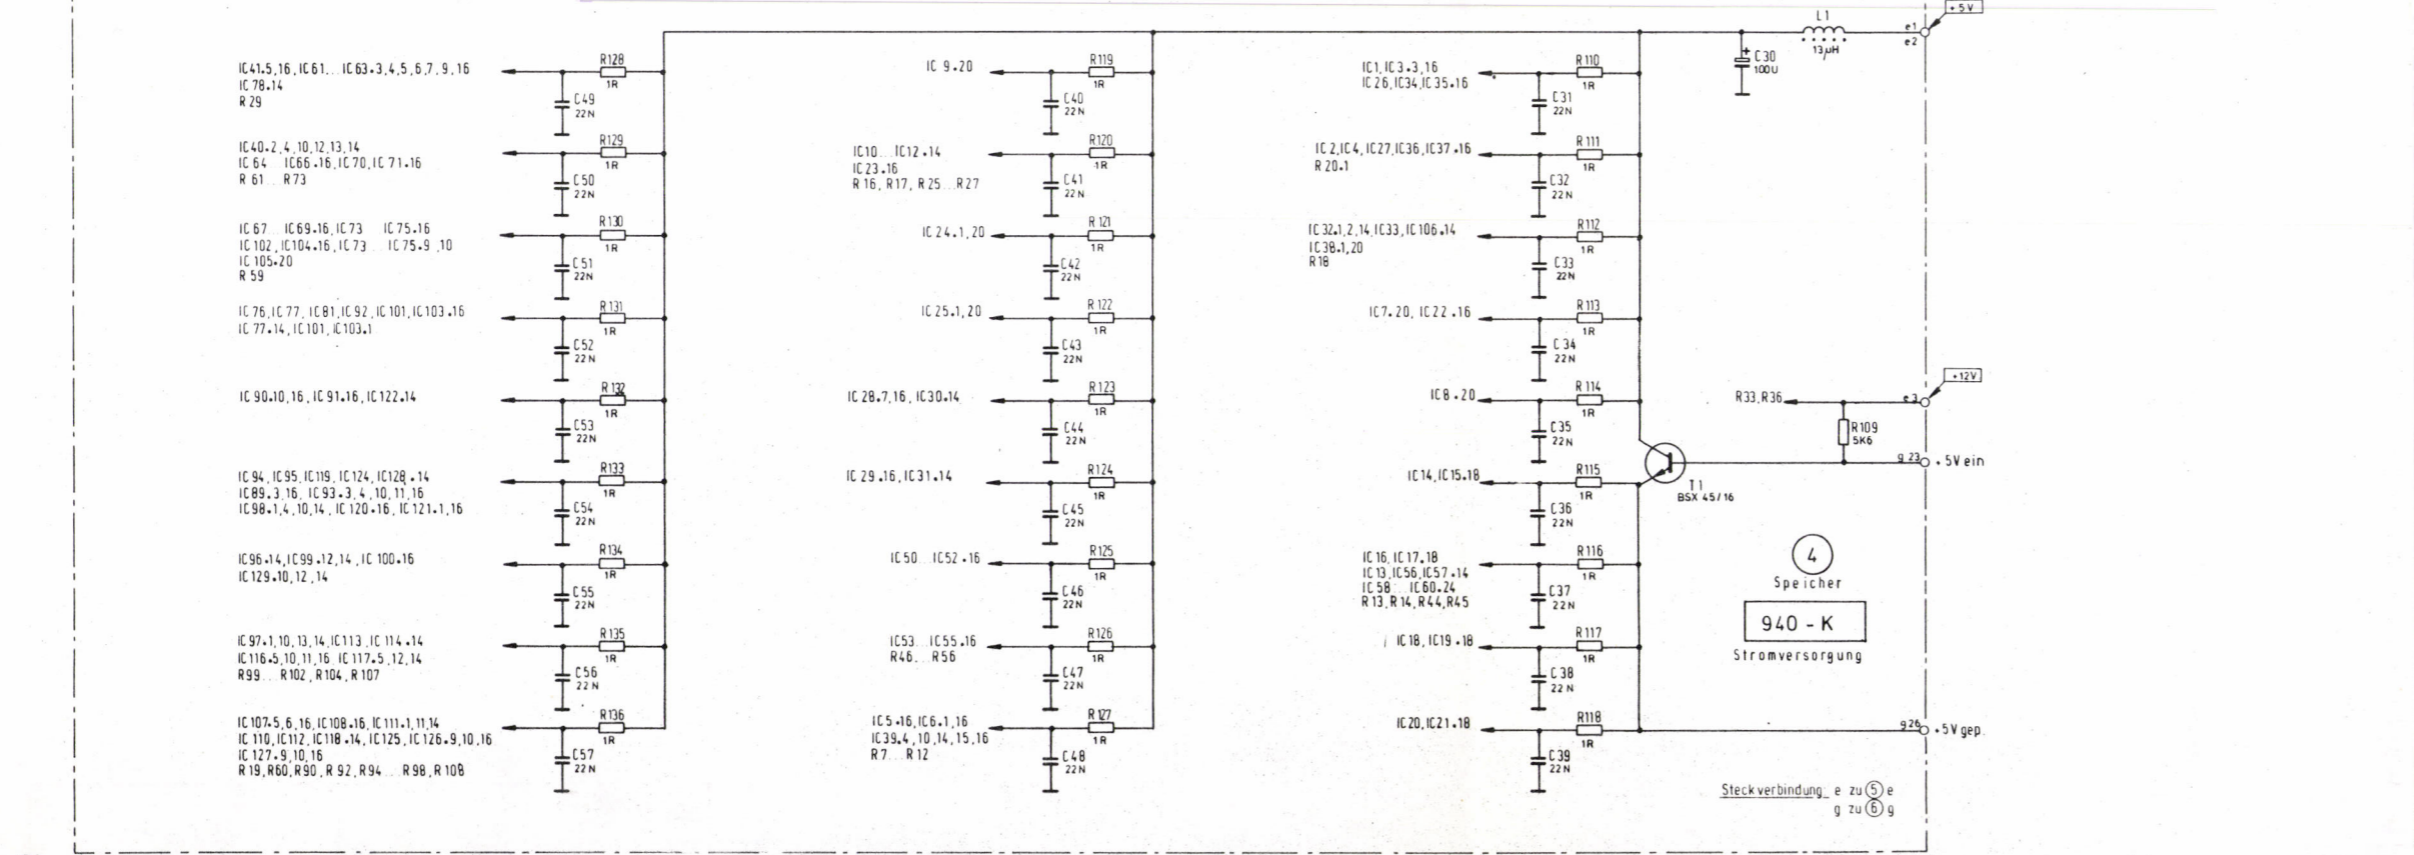 IC41.5,16,IC61...IC63.3,4,5,6,7,9,16
IC78.14
R29
R128
1R
C49
22N
IC40.2,4,10,12,13,14
IC64 IC66.16,IC70,IC71.16
R61...R73
R129
1R
C50
22N
IC67...IC69.16,IC73 IC75.16
IC102,IC104.16,IC73...IC75.9,10
IC105.20
R59
R130
1R
C51
22N
IC76,IC77,IC81,IC92,IC101,IC103.16
IC77.14,IC101,IC103.1
R131
1R
C52
22N
IC90.10,16,IC91.16,IC122.14
R132
1R
C53
22N
IC94,IC95,IC119,IC124,IC128.14
IC89.3,16, IC93.3,4,10,11,16
IC98.1,4,10,14, IC120.16, IC121.1,16
R133
1R
C54
22N
IC96.14,IC99.12,14,IC100.16
IC129.10,12,14
R134
1R
C55
22N
IC97.1,10,13,14,IC113,IC114.14
IC116.5,10,11,16 IC117.5,12,14
R99...R102,R104,R107
R135
1R
C56
22N
IC107.5,6,16,IC108.16,IC111.1,11,14
IC110,IC112,IC118.14,IC125,IC126.9,10,16
IC127.9,10,16
R19,R60,R90,R92,R94...R98,R108
R136
1R
C57
22N
IC 9.20
R119
1R
C40
22N
IC10...IC12.14
IC23.16
R16,R17,R25...R27
R120
1R
C41
22N
IC24.1,20
R121
1R
C42
22N
IC25.1,20
R122
1R
C43
22N
IC28.7,16,IC30.14
R123
1R
C44
22N
IC29.16,IC31.14
R124
1R
C45
22N
IC50...IC52.16
R125
1R
C46
22N
IC53...IC55.16
R46...R56
R126
1R
C47
22N
IC5.16,IC6.1,16
IC39.4,10,14,15,16
R7...R12
R127
1R
C48
22N
IC1,IC3.3,16
IC26,IC34,IC35.16
R110
1R
C31
22N
IC2,IC4,IC27,IC36,IC37.16
R20.1
R111
1R
C32
22N
IC32.1,2,14,IC33,IC106.14
IC38.1,20
R18
R112
1R
C33
22N
IC7.20, IC22.16
R113
1R
C34
22N
IC8.20
R114
1R
C35
22N
IC14,IC15.18
R115
1R
C36
22N
IC16,IC17.18
IC13,IC56,IC57.14
IC58...IC60.24
R13,R14,R44,R45
R116
1R
C37
22N
IC18,IC19.18
R117
1R
C38
22N
IC20,IC21.18
R118
1R
C39
22N
+5V
L1
13µH
e1
e2
+
C30
100U
+12V
R33,R36
e3
R109
5K6
g23
+5Vein
T1
BSX 45/16
4
Speicher
940 - K
Stromversorgung
g26
+5Vgep.
Steckverbindung: e zu 5 e
g zu 6 g